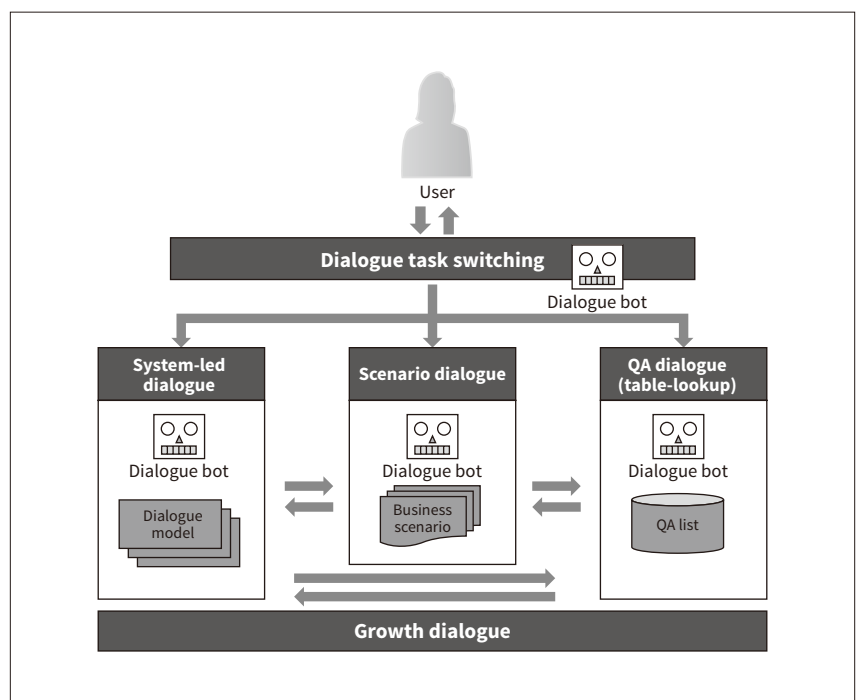 User
Dialogue task switching
Dialogue bot
System-led
dialogue
Dialogue bot
Dialogue
model
Scenario dialogue
Dialogue bot
Business
scenario
QA dialogue
(table-lookup)
Dialogue bot
QA list
Growth dialogue